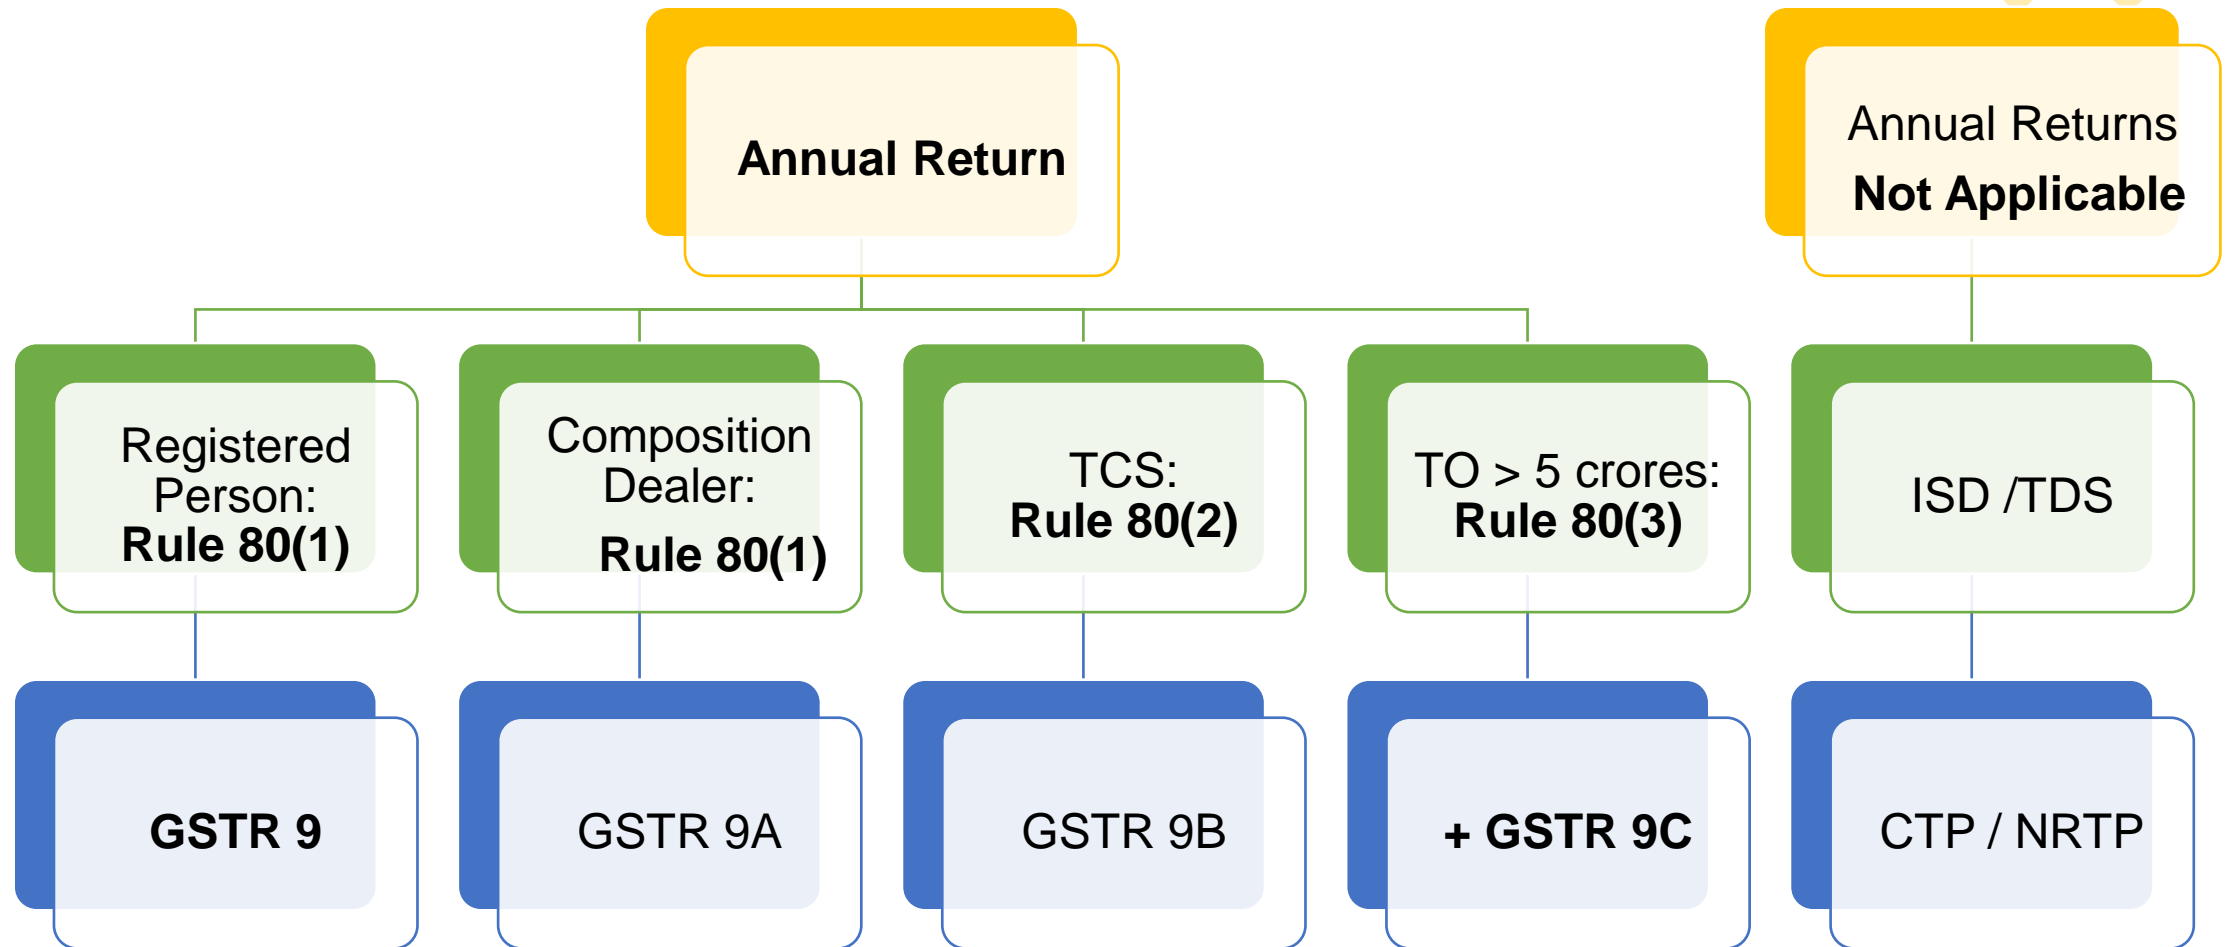 Annual Return
Annual Returns
Not Applicable
Registered
Person:
Rule 80(1)
Composition
Dealer:
Rule 80(1)
TCS:
Rule 80(2)
TO > 5 crores:
Rule 80(3)
ISD /TDS
GSTR 9
GSTR 9A
GSTR 9B
+ GSTR 9C
CTP / NRTP